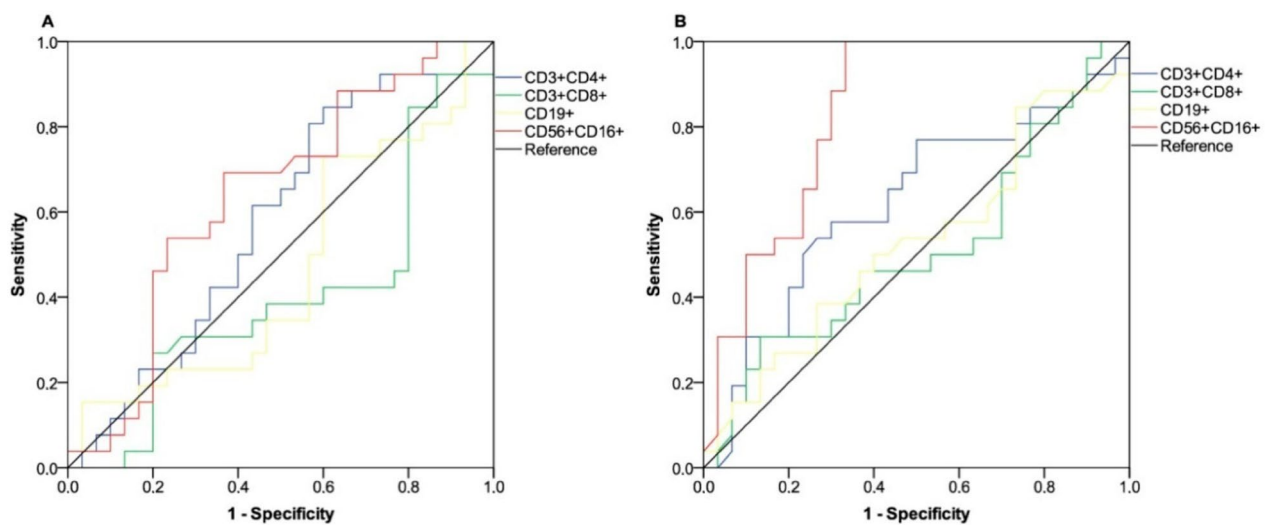 A
1.0
0.8
0.6
0.4
0.2
0.0
Sensitivity
0.0 0.2 0.4 0.6 0.8 1.0
1 - Specificity
CD3+CD4+
CD3+CD8+
CD19+
CD56+CD16+
Reference
B
1.0
0.8
0.6
0.4
0.2
0.0
Sensitivity
0.0 0.2 0.4 0.6 0.8 1.0
1 - Specificity
CD3+CD4+
CD3+CD8+
CD19+
CD56+CD16+
Reference